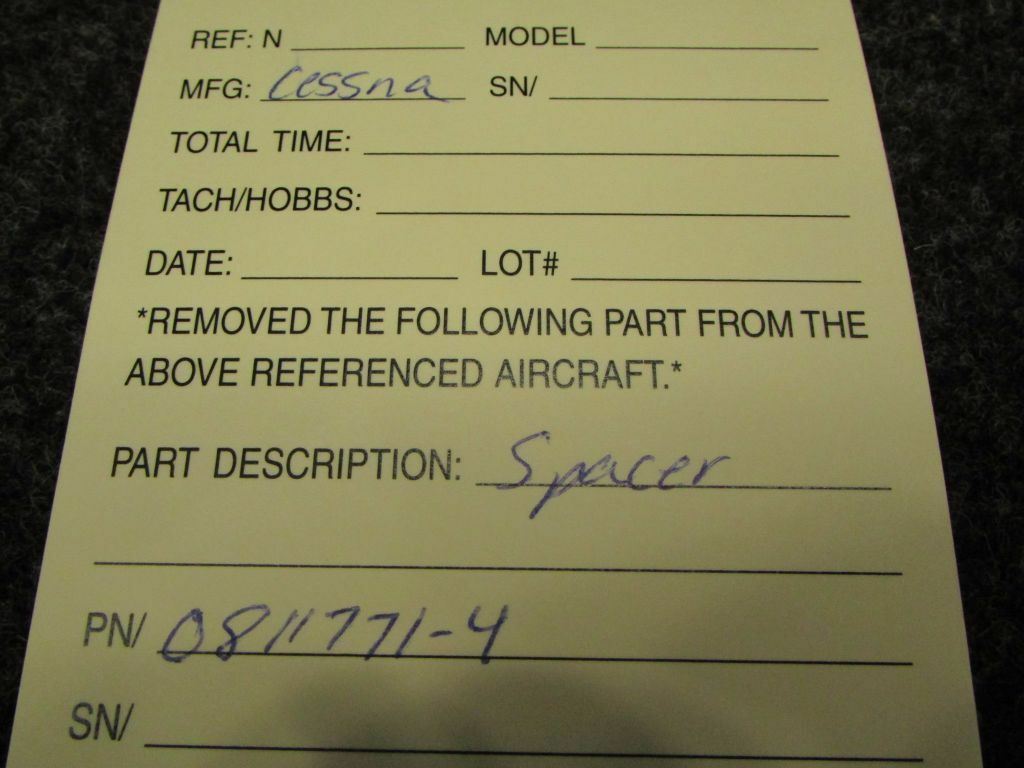 REF: N MODEL
MFG: Cessna SN/
TOTAL TIME:
TACH/HOBBS:
DATE: LOT#
*REMOVED THE FOLLOWING PART FROM THE
ABOVE REFERENCED AIRCRAFT.*
PART DESCRIPTION: Spacer
PN/ 0811771-4
SN/